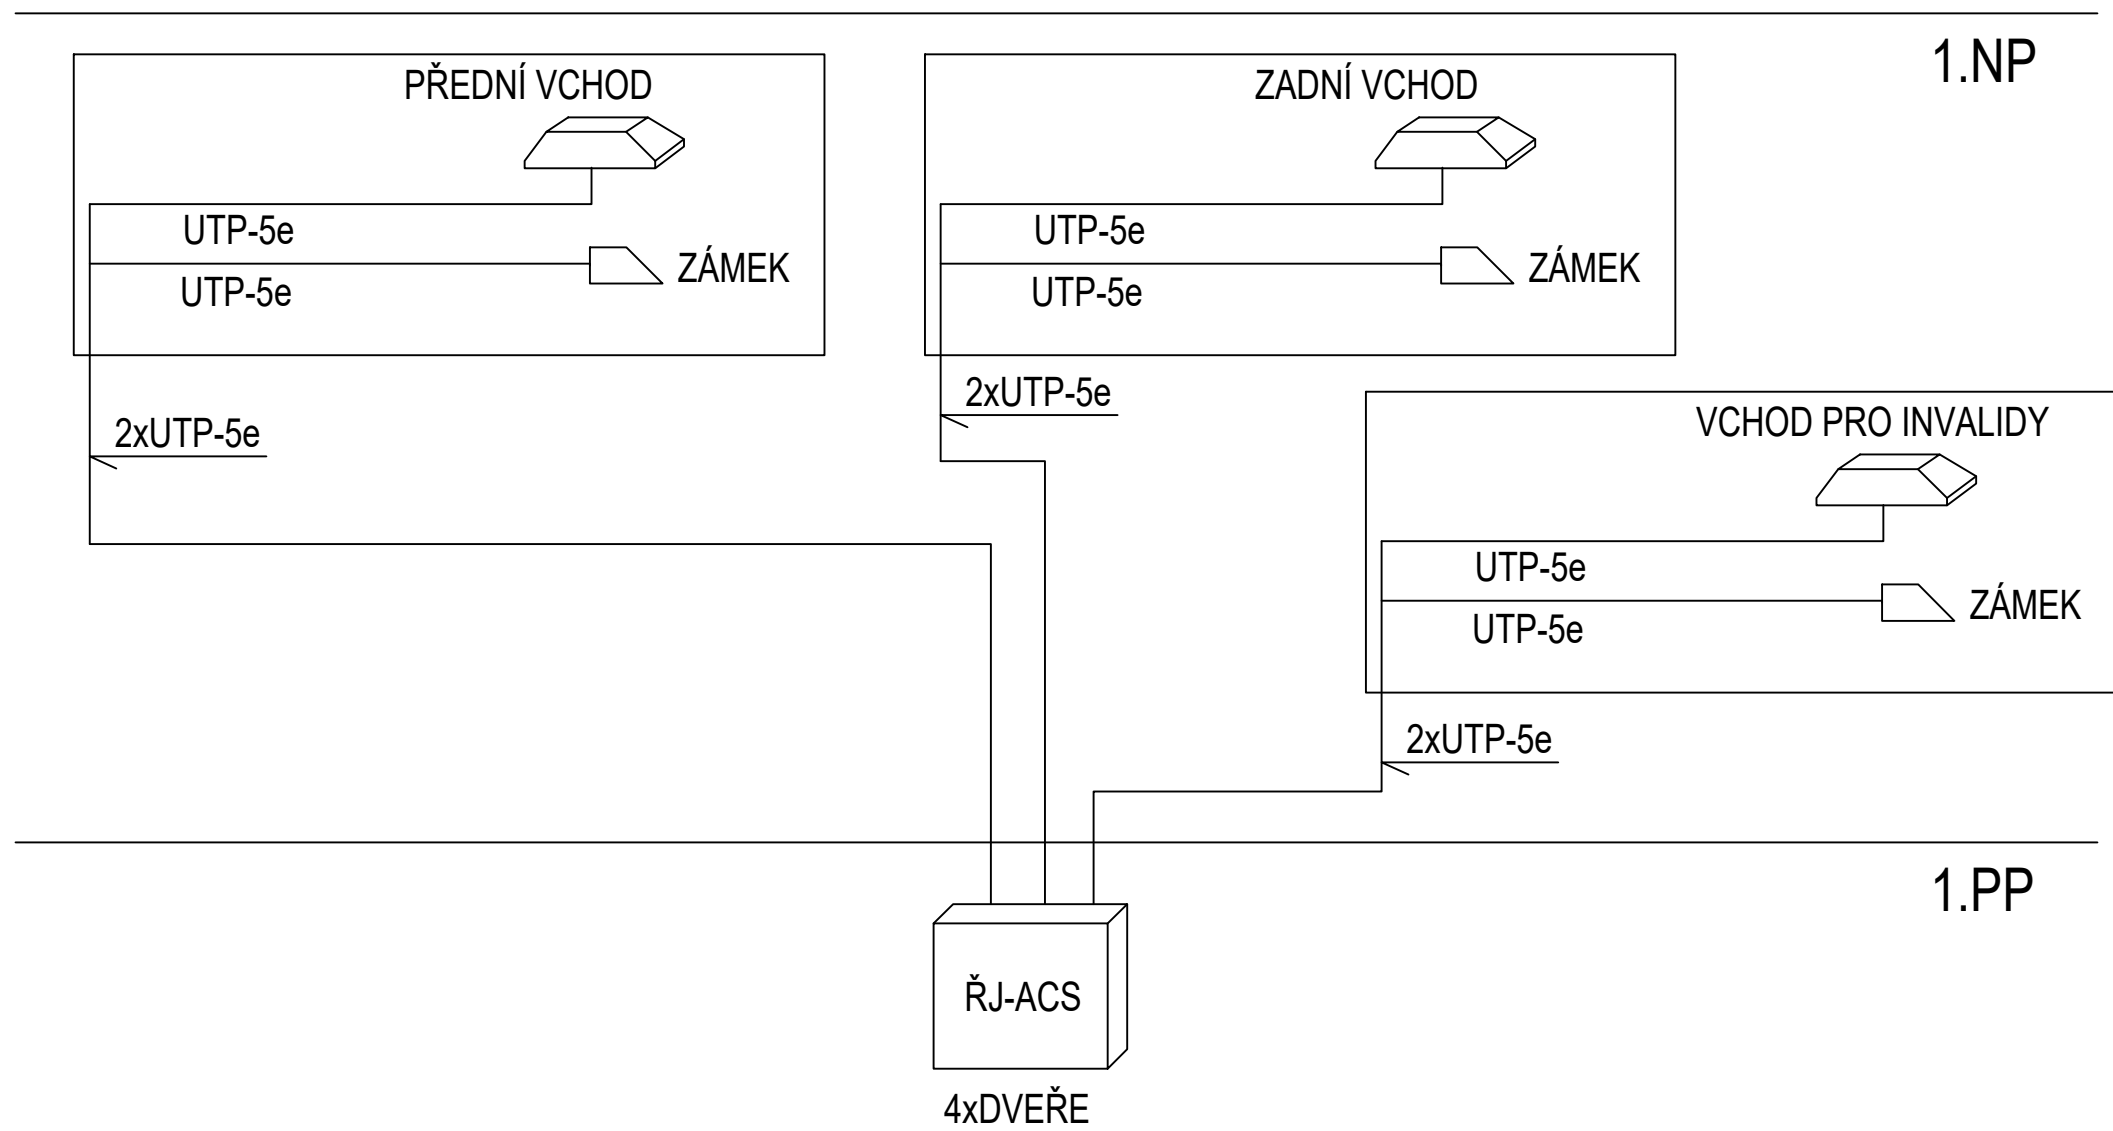 1.NP
PŘEDNÍ VCHOD
UTP-5e
ZÁMEK
UTP-5e
2xUTP-5e
ZADNÍ VCHOD
UTP-5e
ZÁMEK
UTP-5e
2xUTP-5e
VCHOD PRO INVALIDY
UTP-5e
ZÁMEK
UTP-5e
2xUTP-5e
1.PP
ŘJ-ACS
4xDVEŘE